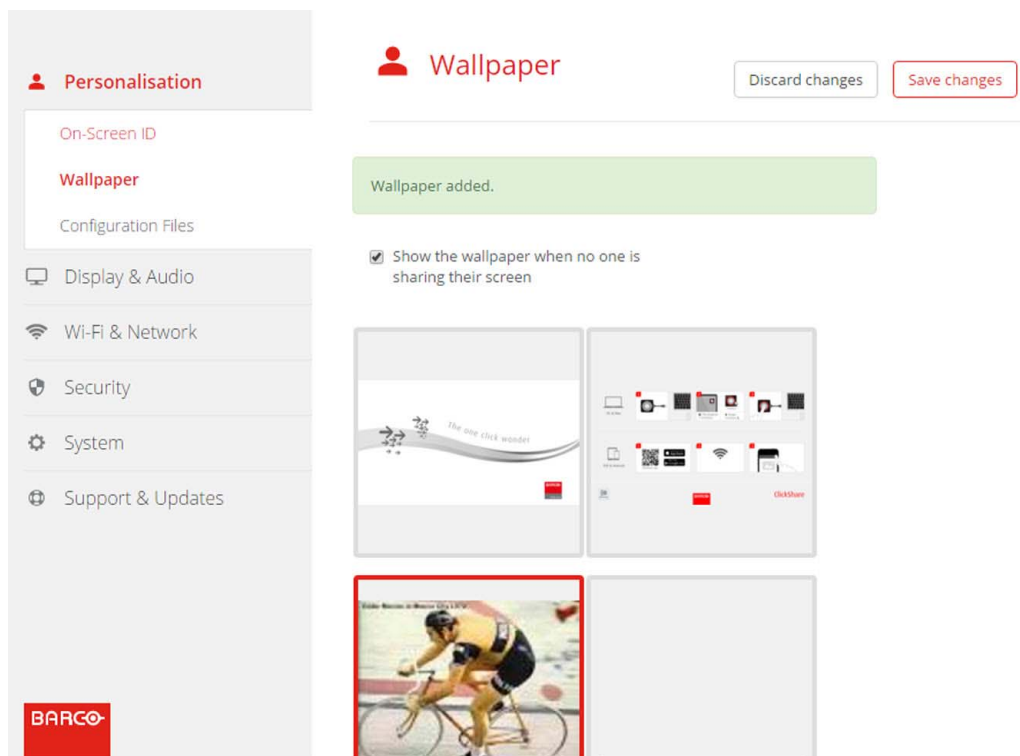 Personalisation
On-Screen ID
Wallpaper
Configuration Files
Display & Audio
Wi-Fi & Network
Security
System
Support & Updates
BARCO
Wallpaper
Discard changes
Save changes
Wallpaper added.
Show the wallpaper when no one is
sharing their screen
The one click wonder
BARCO
ClickShare